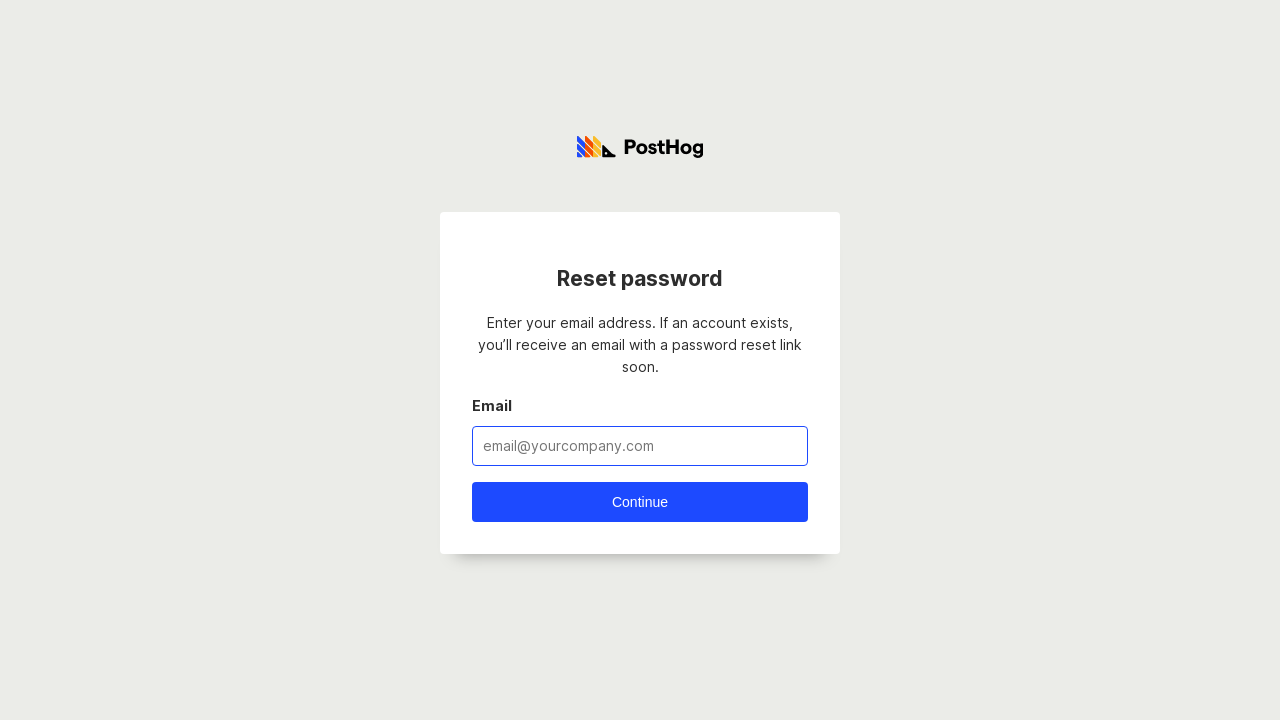 PostHog
Reset password
Enter your email address. If an account exists,
you’ll receive an email with a password reset link
soon.
Email
email@yourcompany.com
Continue